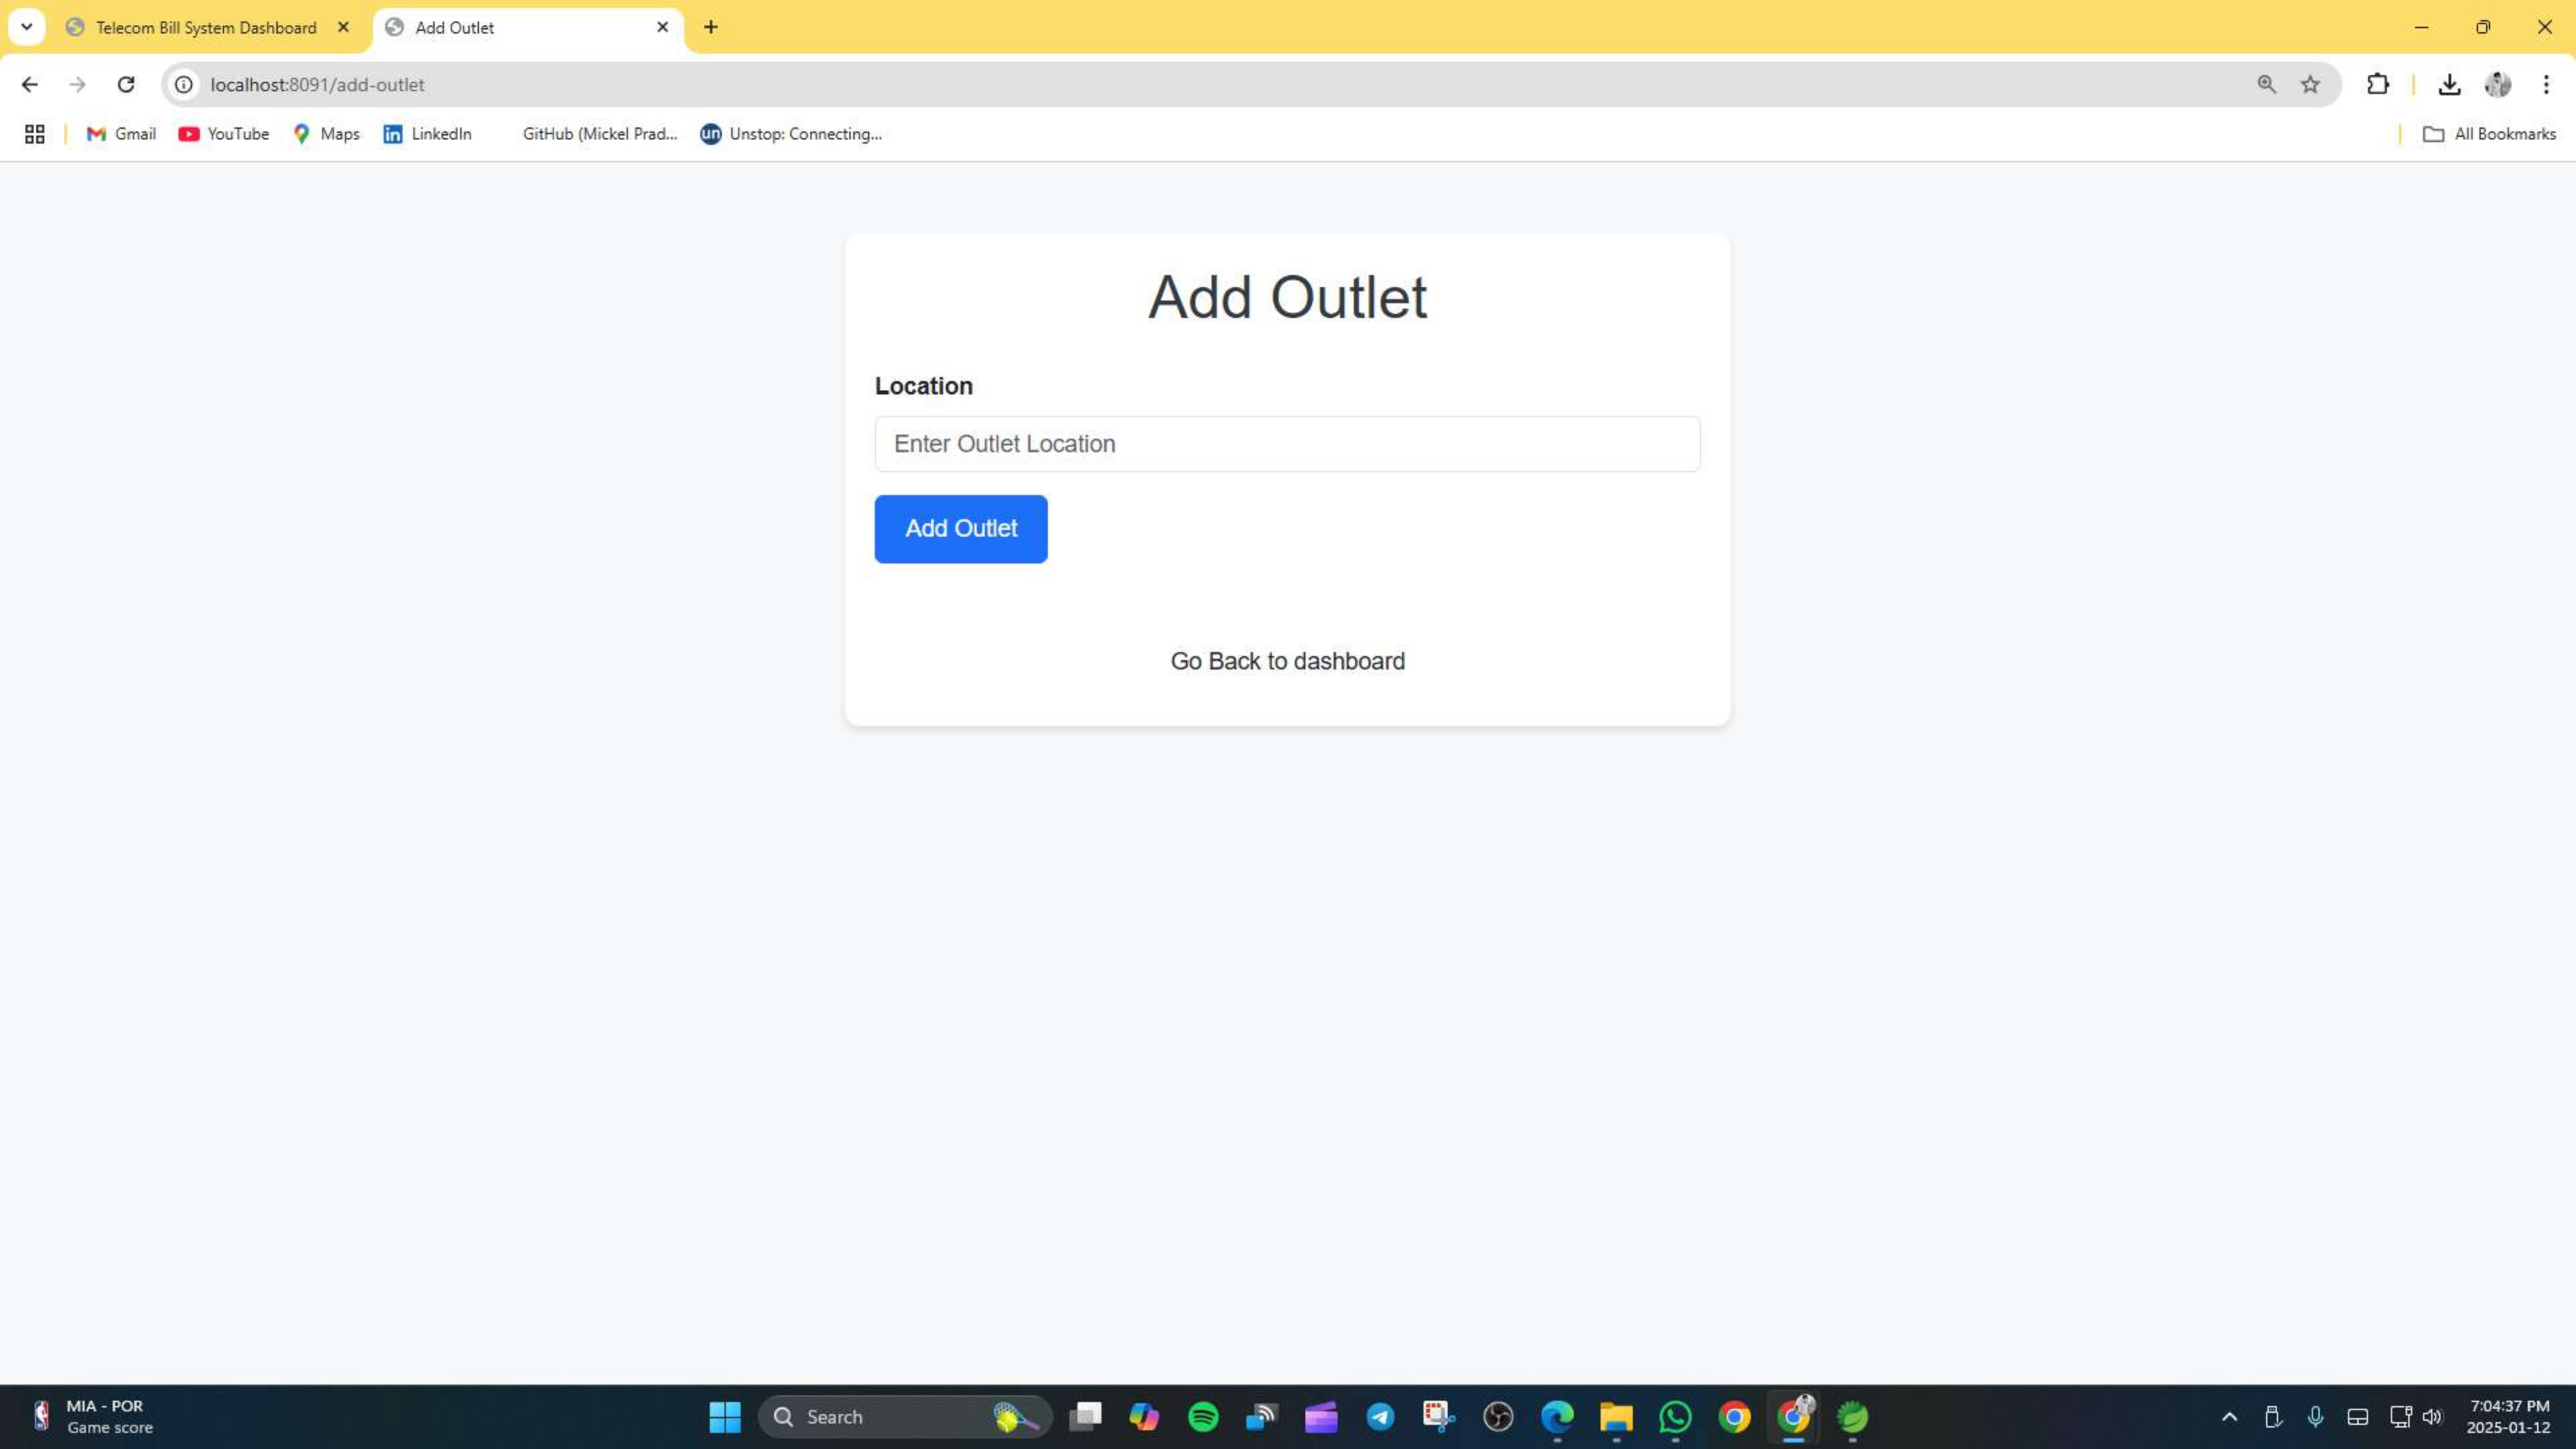 Telecom Bill System Dashboard
Add Outlet
localhost:8091/add-outlet
Gmail
YouTube
Maps
LinkedIn
GitHub (Mickel Prad...
Unstop: Connecting...
All Bookmarks
Add Outlet
Location
Enter Outlet Location
Add Outlet
Go Back to dashboard
MIA - POR
Game score
Search
7:04:37 PM
2025-01-12